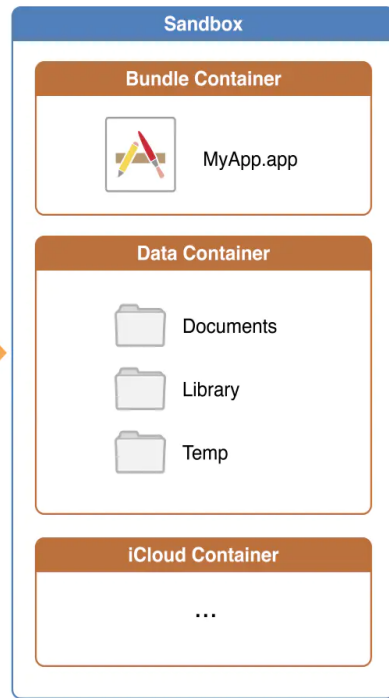 Sandbox
Bundle Container
MyApp.app
Data Container
Documents
Library
Temp
iCloud Container
...